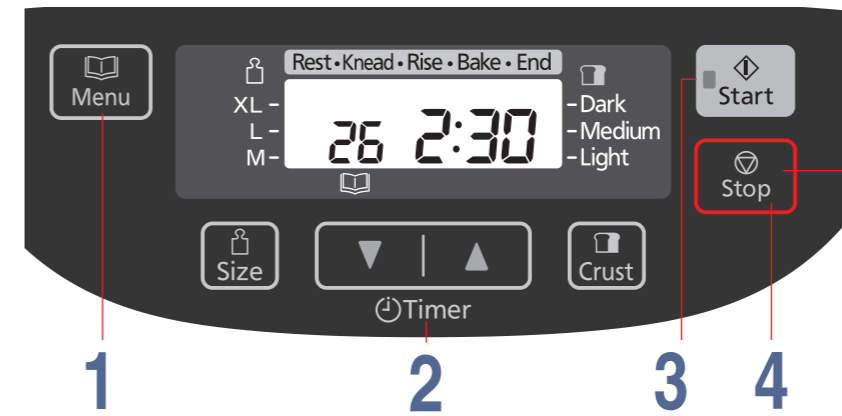 Menu
Rest • Knead • Rise • Bake • End
XL –
L –
M –
26 2:30
– Dark
– Medium
– Light
Start
Stop
Size
Timer
Crust
1
2
3
4